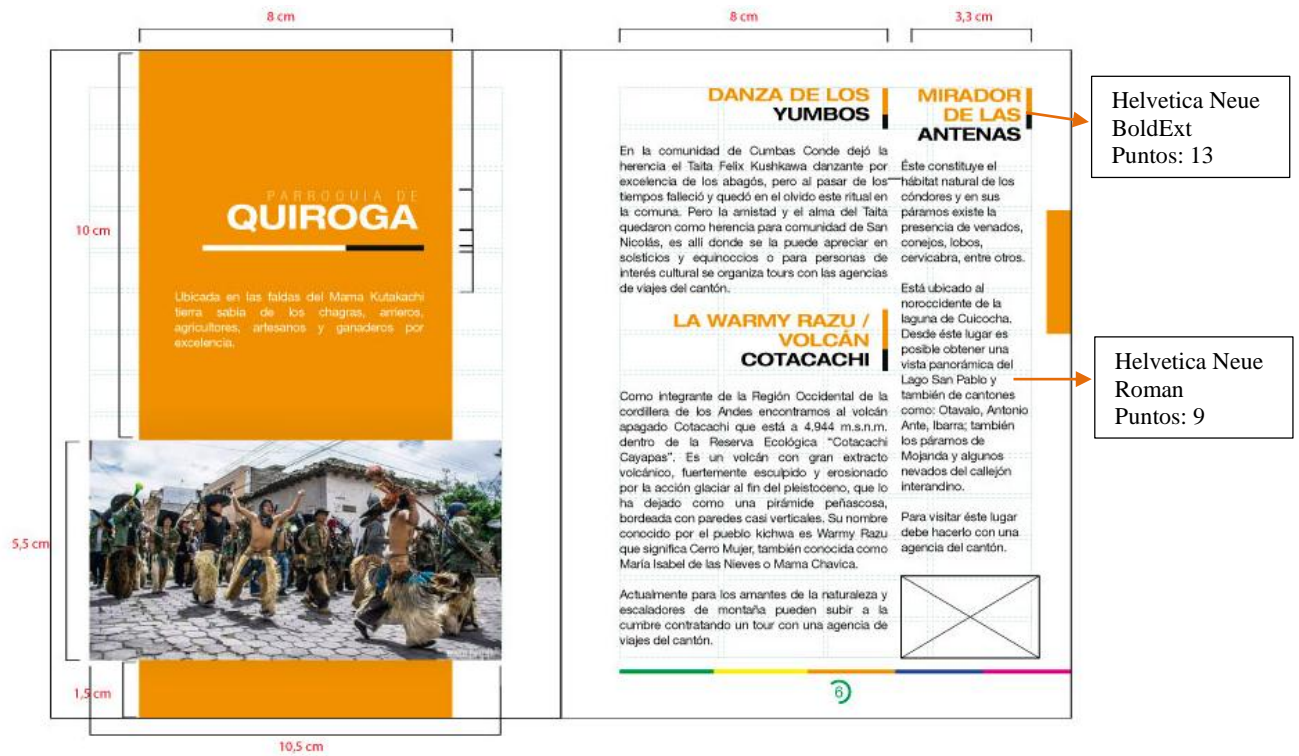 8 cm
10 cm
PARROQUIA DE
QUIROGA
Ubicada en las faldas del Mama Kutakachi
tierra sabia de los chagras, arrieros,
agricultores, artesanos y ganaderos por
excelencia.
5,5 cm
1,5 cm
10,5 cm
8 cm
3,3 cm
DANZA DE LOS
YUMBOS
En la comunidad de Cumbas Conde dejó la
herencia el Taita Felix Kushkawa danzante por
excelencia de los abagós, pero al pasar de los
tiempos falleció y quedó en el olvido este ritual en
la comuna. Pero la amistad y el alma del Taita
quedaron como herencia para comunidad de San
Nicolás, es allí donde se la puede apreciar en
solsticios y equinoccios o para personas de
interés cultural se organiza tours con las agencias
de viajes del cantón.
LA WARMY RAZU /
VOLCÁN
COTACACHI
Como integrante de la Región Occidental de la
cordillera de los Andes encontramos al volcán
apagado Cotacachi que está a 4,944 m.s.n.m.
dentro de la Reserva Ecológica “Cotacachi
Cayapas”. Es un volcán con gran extracto
volcánico, fuertemente esculpido y erosionado
por la acción glaciar al fin del pleistoceno, que lo
ha dejado como una pirámide peñascosa,
bordeada con paredes casi verticales. Su nombre
conocido por el pueblo kichwa es Warmy Razu
que significa Cerro Mujer, también conocida como
María Isabel de las Nieves o Mama Chavica.
Actualmente para los amantes de la naturaleza y
escaladores de montaña pueden subir a la
cumbre contratando un tour con una agencia de
viajes del cantón.
MIRADOR
DE LAS
ANTENAS
Éste constituye el
hábitat natural de los
cóndores y en sus
páramos existe la
presencia de venados,
conejos, lobos,
cervicabra, entre otros.
Está ubicado al
noroccidente de la
laguna de Cuicocha.
Desde éste lugar es
posible obtener una
vista panorámica del
Lago San Pablo y
también de cantones
como: Otavalo, Antonio
Ante, Ibarra; también
los páramos de
Mojanda y algunos
nevados del callejón
interandino.
Para visitar éste lugar
debe hacerlo con una
agencia del cantón.
6
Helvetica Neue
BoldExt
Puntos: 13
Helvetica Neue
Roman
Puntos: 9